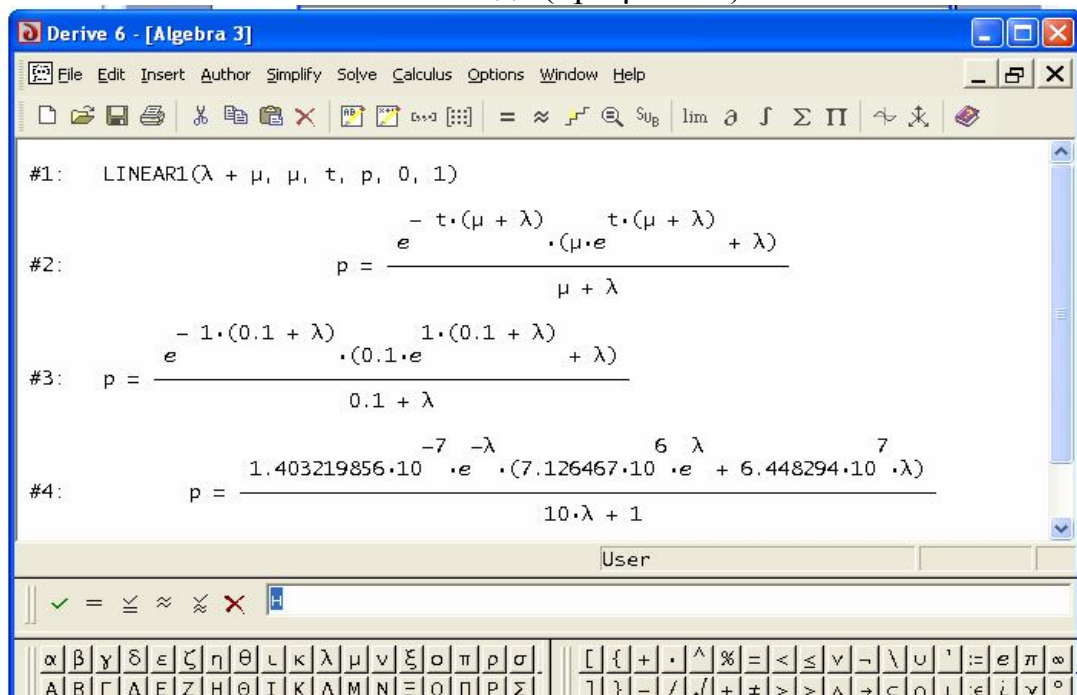 Derive 6 - [Algebra 3]
File Edit Insert Author Simplify Solve Calculus Options Window Help
= ≈ SUB lim ∂ ∫ Σ Π
#1: LINEAR1(λ + μ, μ, t, p, 0, 1)
#2: p = e^(- t·(μ + λ))·(μ·e^(t·(μ + λ)) + λ) / (μ + λ)
#3: p = e^(- 1·(0.1 + λ))·(0.1·e^(1·(0.1 + λ)) + λ) / (0.1 + λ)
#4: p = 1.403219856·10^-7·e^-λ·(7.126467·10^6·e^λ + 6.448294·10^7·λ) / (10·λ + 1)
User
= ≈ H
α β γ δ ε ζ η θ ι κ λ μ ν ξ ο π ρ σ [ { + · ^ % = < ≤ ∨ ¬ \ ∪ ' := e π ∞
Α Β Γ Δ Ε Ζ Η Θ Ι Κ Λ Μ Ν Ξ Ο Π Ρ Σ ] } - / √ ± ≠ > ≥ ∧ → ⊂ ∩ ↓ :∈ i γ °